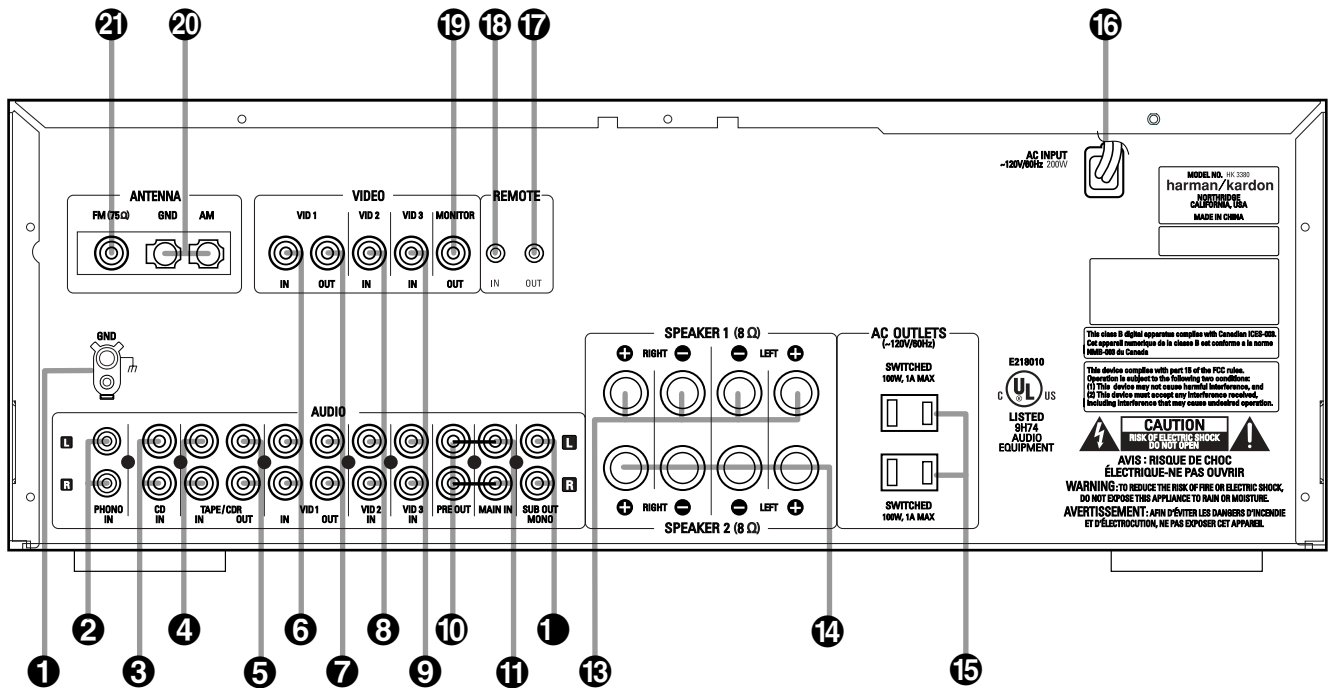 21 20 19 18 17 16
AC INPUT
~120V/60Hz 200W
MODEL NO. HK 3380
harman/kardon
NORTHRIDGE
CALIFORNIA, USA
MADE IN CHINA
ANTENNA
FM (75Ω) GND AM
VIDEO
VID 1 VID 2 VID 3 MONITOR
IN OUT IN IN OUT
REMOTE
IN OUT
GND
SPEAKER 1 (8 Ω)
+ RIGHT − − LEFT +
+ RIGHT − − LEFT +
SPEAKER 2 (8 Ω)
AC OUTLETS
(~120V/60Hz)
SWITCHED
100W, 1A MAX
SWITCHED
100W, 1A MAX
E218010
C UL® US
LISTED
9H74
AUDIO
EQUIPMENT
This class B digital apparatus complies with Canadian ICES-003.
Cet appareil numerique de la classe B est conforme a la norme
NMB-003 du Canada
This device complies with part 15 of the FCC rules.
Operation is subject to the following two conditions:
(1) This device may not cause harmful interference, and
(2) This device must accept any interference received,
including interference that may cause undesired operation.
CAUTION
RISK OF ELECTRIC SHOCK
DO NOT OPEN
AVIS : RISQUE DE CHOC
ÉLECTRIQUE-NE PAS OUVRIR
WARNING: TO REDUCE THE RISK OF FIRE OR ELECTRIC SHOCK,
DO NOT EXPOSE THIS APPLIANCE TO RAIN OR MOISTURE.
AVERTISSEMENT: AFIN D'ÉVITER LES DANGERS D'INCENDIE
ET D'ÉLECTROCUTION, NE PAS EXPOSER CET APPAREIL
AUDIO
L L
R R
PHONO CD TAPE/CDR VID 1 VID 2 VID 3 PRE OUT MAIN IN SUB OUT
IN IN IN OUT IN OUT IN IN MONO
1 2 3 4 5 6 7 8 9 10 11 1 13 14 15